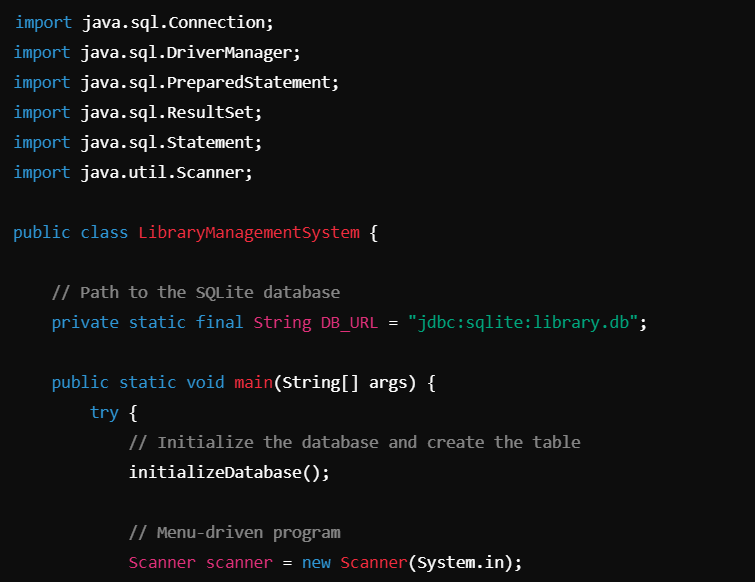 import java.sql.Connection;
import java.sql.DriverManager;
import java.sql.PreparedStatement;
import java.sql.ResultSet;
import java.sql.Statement;
import java.util.Scanner;
public class LibraryManagementSystem {
// Path to the SQLite database
private static final String DB_URL = "jdbc:sqlite:library.db";
public static void main(String[] args) {
try {
// Initialize the database and create the table
initializeDatabase();
// Menu-driven program
Scanner scanner = new Scanner(System.in);